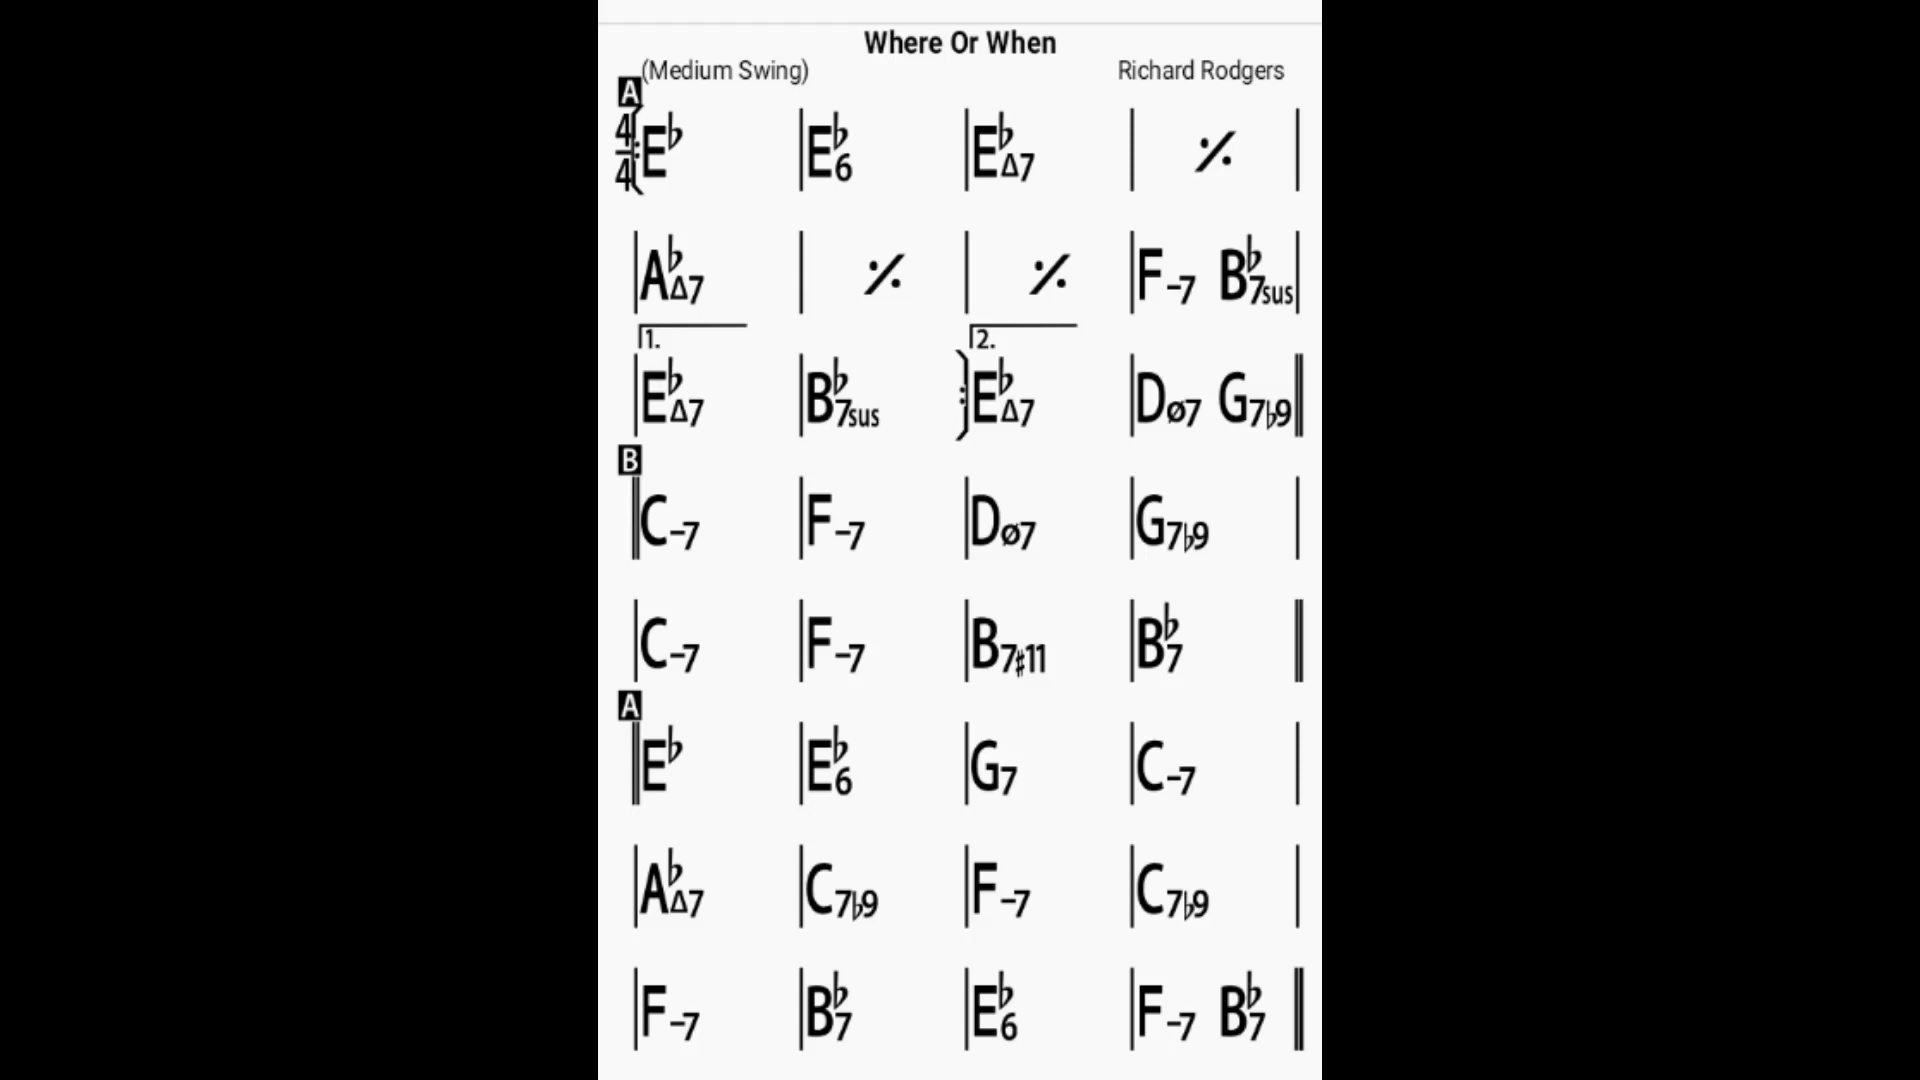 Where Or When
(Medium Swing) Richard Rodgers
A
4/4 E♭ | E♭6 | E♭Δ7 | 𝄎 |
A♭Δ7 | 𝄎 | 𝄎 | F-7 B♭7sus
1. 2.
E♭Δ7 | B♭7sus | E♭Δ7 | Dø7 G7♭9
B
C-7 | F-7 | Dø7 | G7♭9
C-7 | F-7 | B7♯11 | B♭7
A
E♭ | E♭6 | G7 | C-7
A♭Δ7 | C7♭9 | F-7 | C7♭9
F-7 | B♭7 | E♭6 | F-7 B♭7